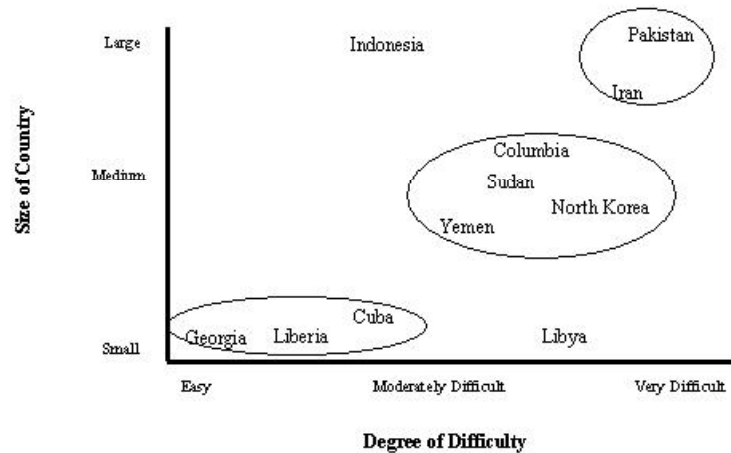 Large
Indonesia
Pakistan
Iran
Size of Country
Medium
Columbia
Sudan
North Korea
Yemen
Cuba
Georgia
Liberia
Libya
Small
Easy
Moderately Difficult
Very Difficult
Degree of Difficulty